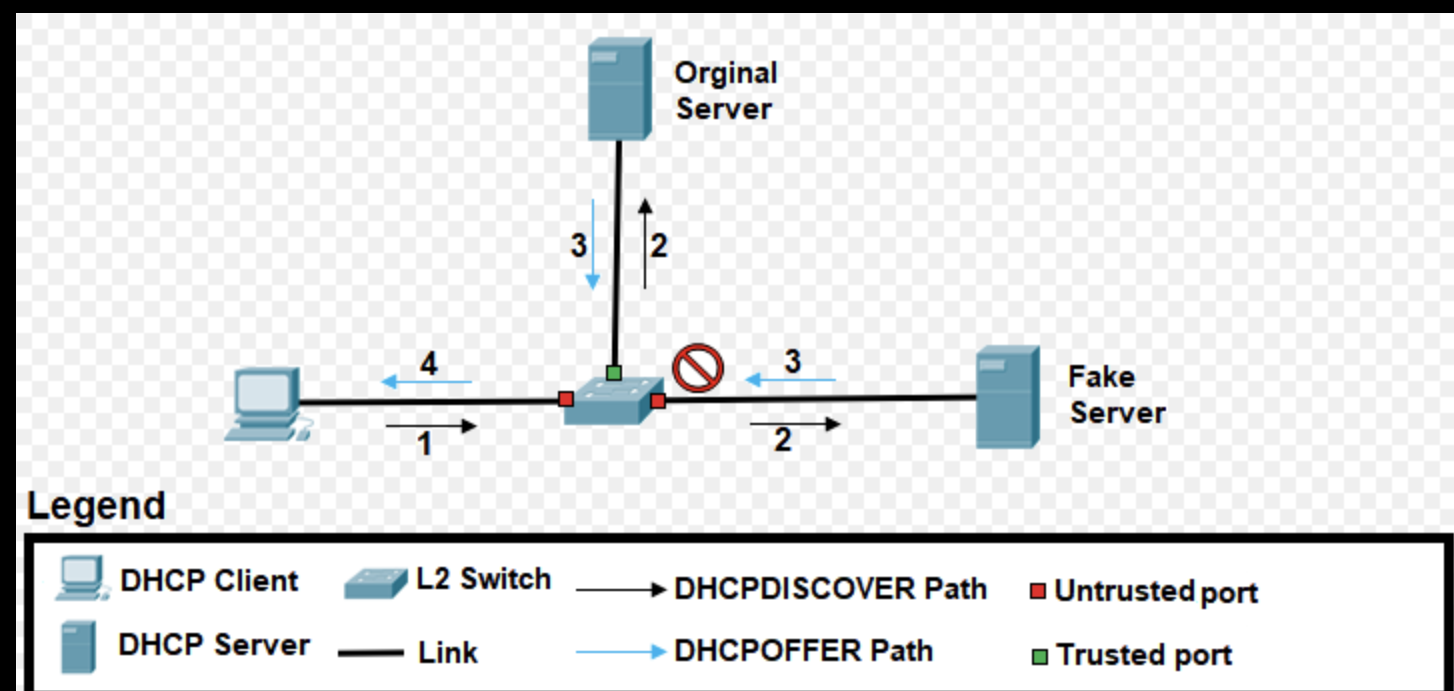 Orginal
Server
3
2
4
3
Fake
Server
1
2
Legend
DHCP Client
L2 Switch
DHCPDISCOVER Path
Untrusted port
DHCP Server
Link
DHCPOFFER Path
Trusted port